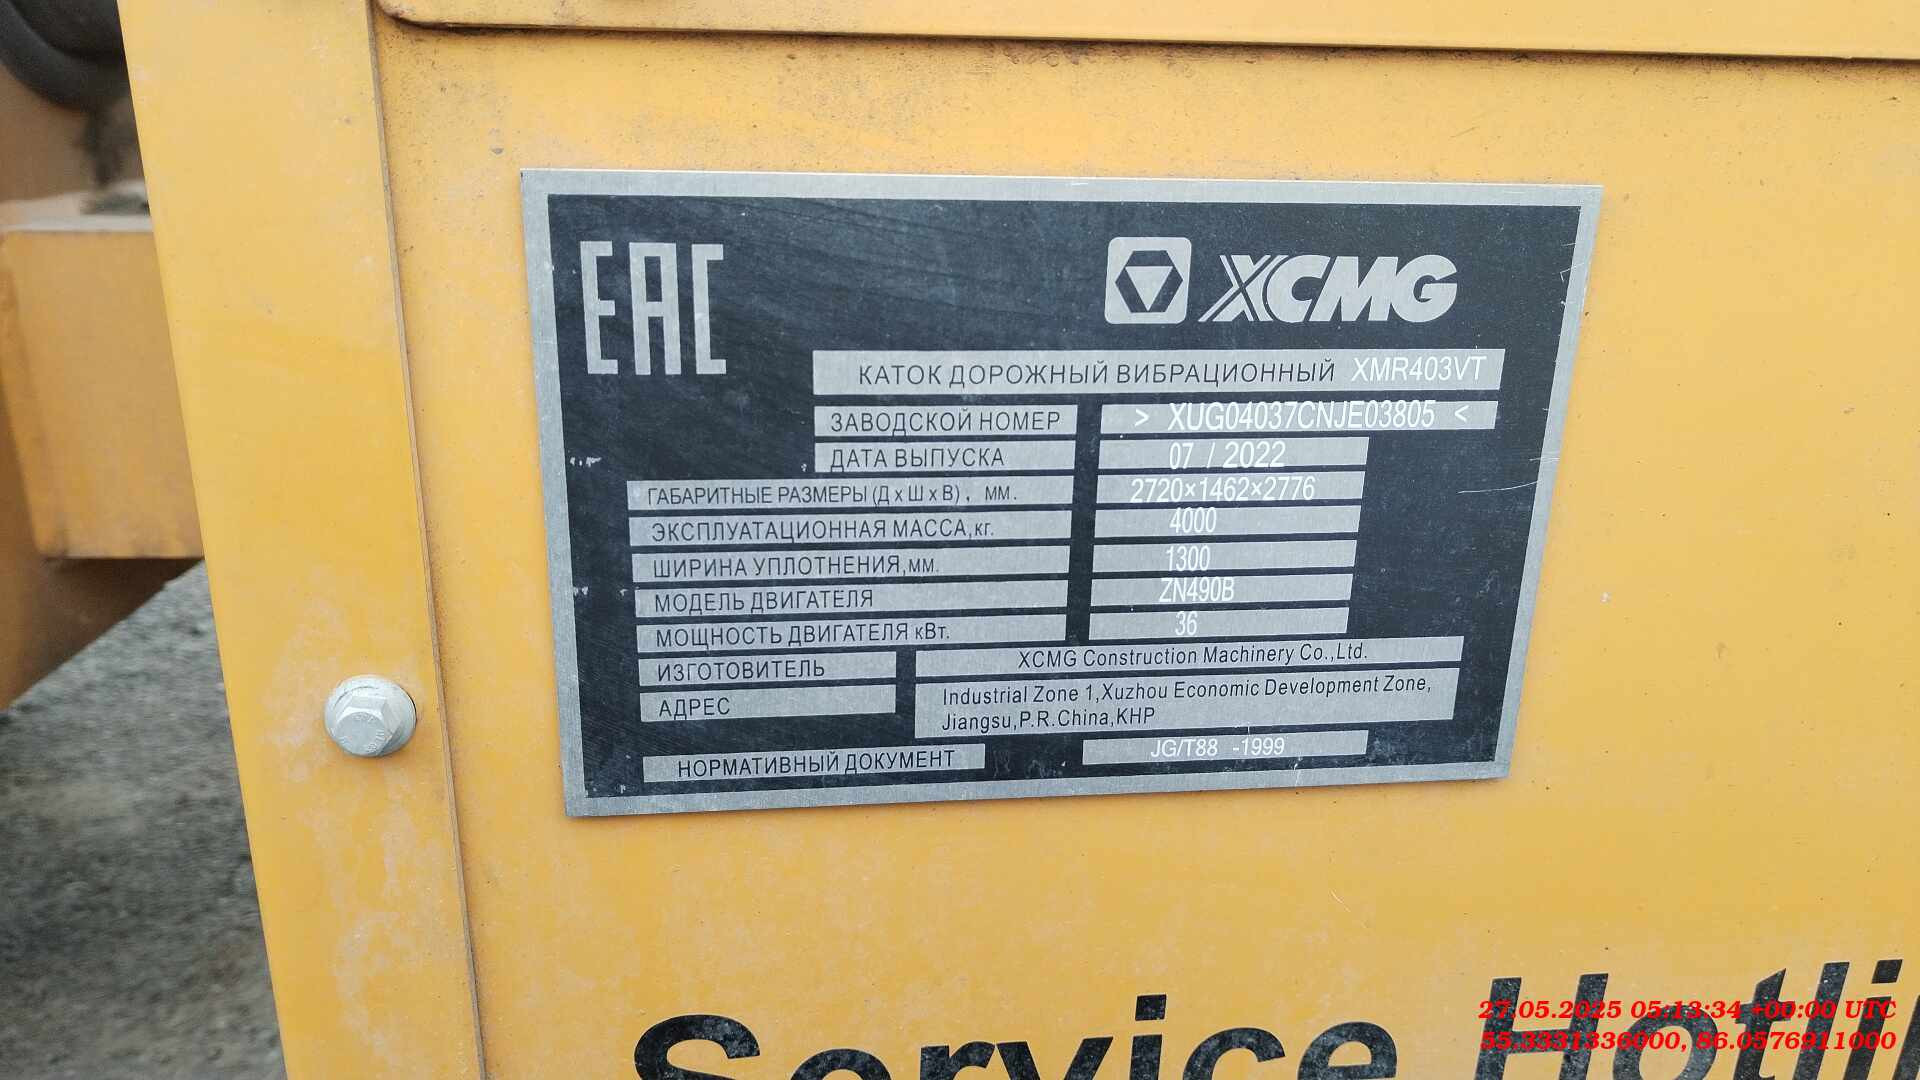 EAC
XCMG
КАТОК ДОРОЖНЫЙ ВИБРАЦИОННЫЙ XMR403VT
ЗАВОДСКОЙ НОМЕР > XUG04037CNJE03805 <
ДАТА ВЫПУСКА 07 / 2022
ГАБАРИТНЫЕ РАЗМЕРЫ (Д х Ш х В) , ММ. 2720×1462×2776
ЭКСПЛУАТАЦИОННАЯ МАССА,кг. 4000
ШИРИНА УПЛОТНЕНИЯ,мм. 1300
МОДЕЛЬ ДВИГАТЕЛЯ ZN490B
МОЩНОСТЬ ДВИГАТЕЛЯ кВт. 36
ИЗГОТОВИТЕЛЬ XCMG Construction Machinery Co.,Ltd.
АДРЕС Industrial Zone 1,Xuzhou Economic Development Zone,
Jiangsu,P.R.China,КНР
НОРМАТИВНЫЙ ДОКУМЕНТ JG/T88 -1999
Service Hotli
27.05.2025 05:13:34 +00:00 UTC
55.3331336000, 86.0576911000